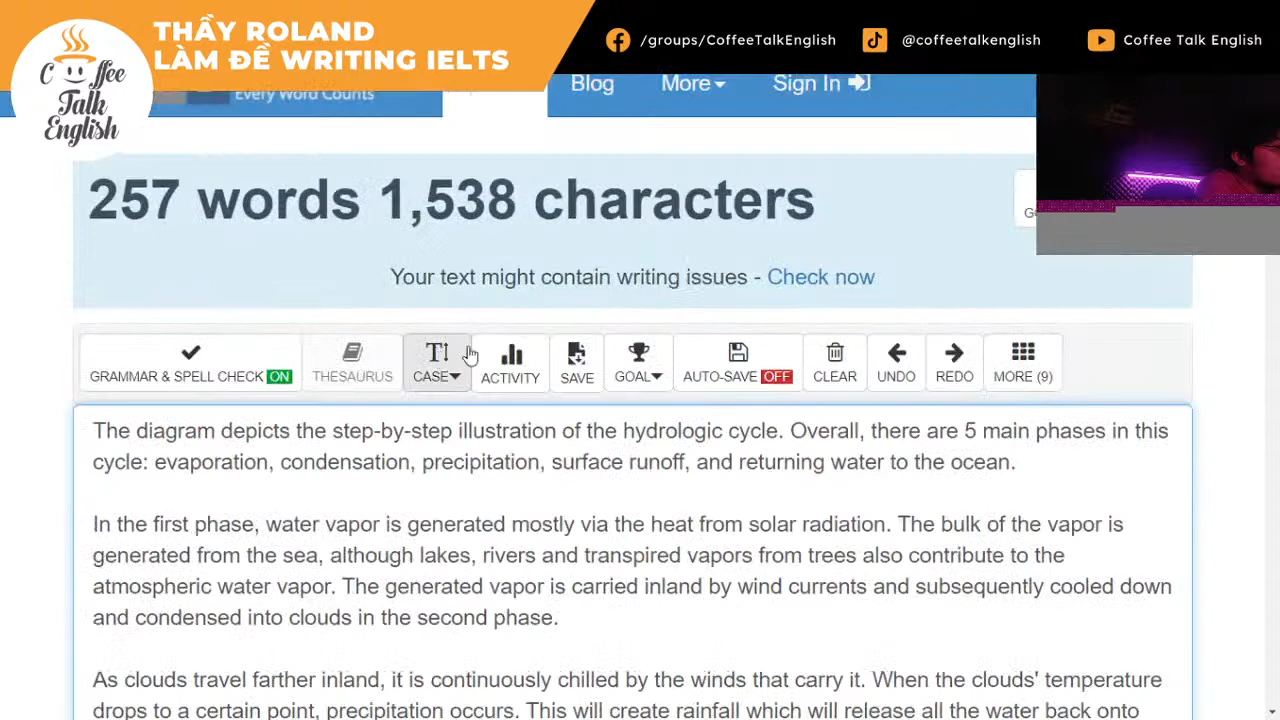 THẦY ROLAND
LÀM ĐỀ WRITING IELTS
/groups/CoffeeTalkEnglish
@coffeetalkenglish
Coffee Talk English
Coffee
Talk
English
Every Word Counts
Blog
More
Sign In
257 words 1,538 characters
Your text might contain writing issues - Check now
GRAMMAR & SPELL CHECK ON
THESAURUS
CASE
ACTIVITY
SAVE
GOAL
AUTO-SAVE OFF
CLEAR
UNDO
REDO
MORE (9)
The diagram depicts the step-by-step illustration of the hydrologic cycle. Overall, there are 5 main phases in this
cycle: evaporation, condensation, precipitation, surface runoff, and returning water to the ocean.
In the first phase, water vapor is generated mostly via the heat from solar radiation. The bulk of the vapor is
generated from the sea, although lakes, rivers and transpired vapors from trees also contribute to the
atmospheric water vapor. The generated vapor is carried inland by wind currents and subsequently cooled down
and condensed into clouds in the second phase.
As clouds travel farther inland, it is continuously chilled by the winds that carry it. When the clouds' temperature
drops to a certain point, precipitation occurs. This will create rainfall which will release all the water back onto